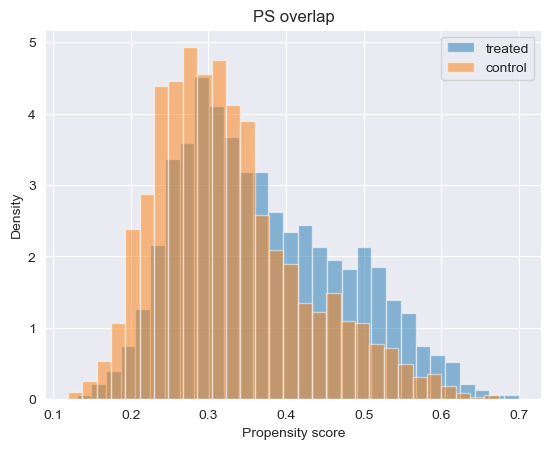 PS overlap
treated
control
Density
5
4
3
2
1
0
0.1 0.2 0.3 0.4 0.5 0.6 0.7
Propensity score